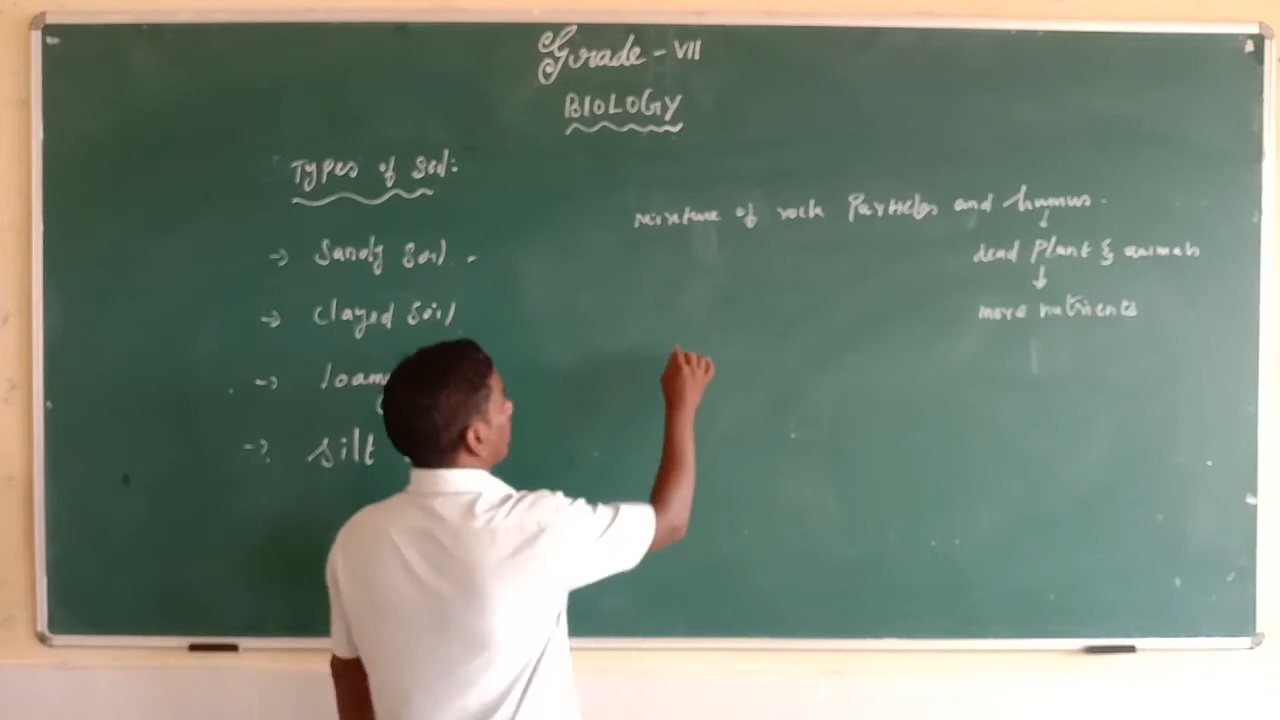 Grade - VII
BIOLOGY
Types of Soil:
→ Sandy Soil .
→ Clayed Soil
→ loam
→ silt
Mixture of rock Particles and humus.
↓
dead Plant & animals
↓
more nutrients